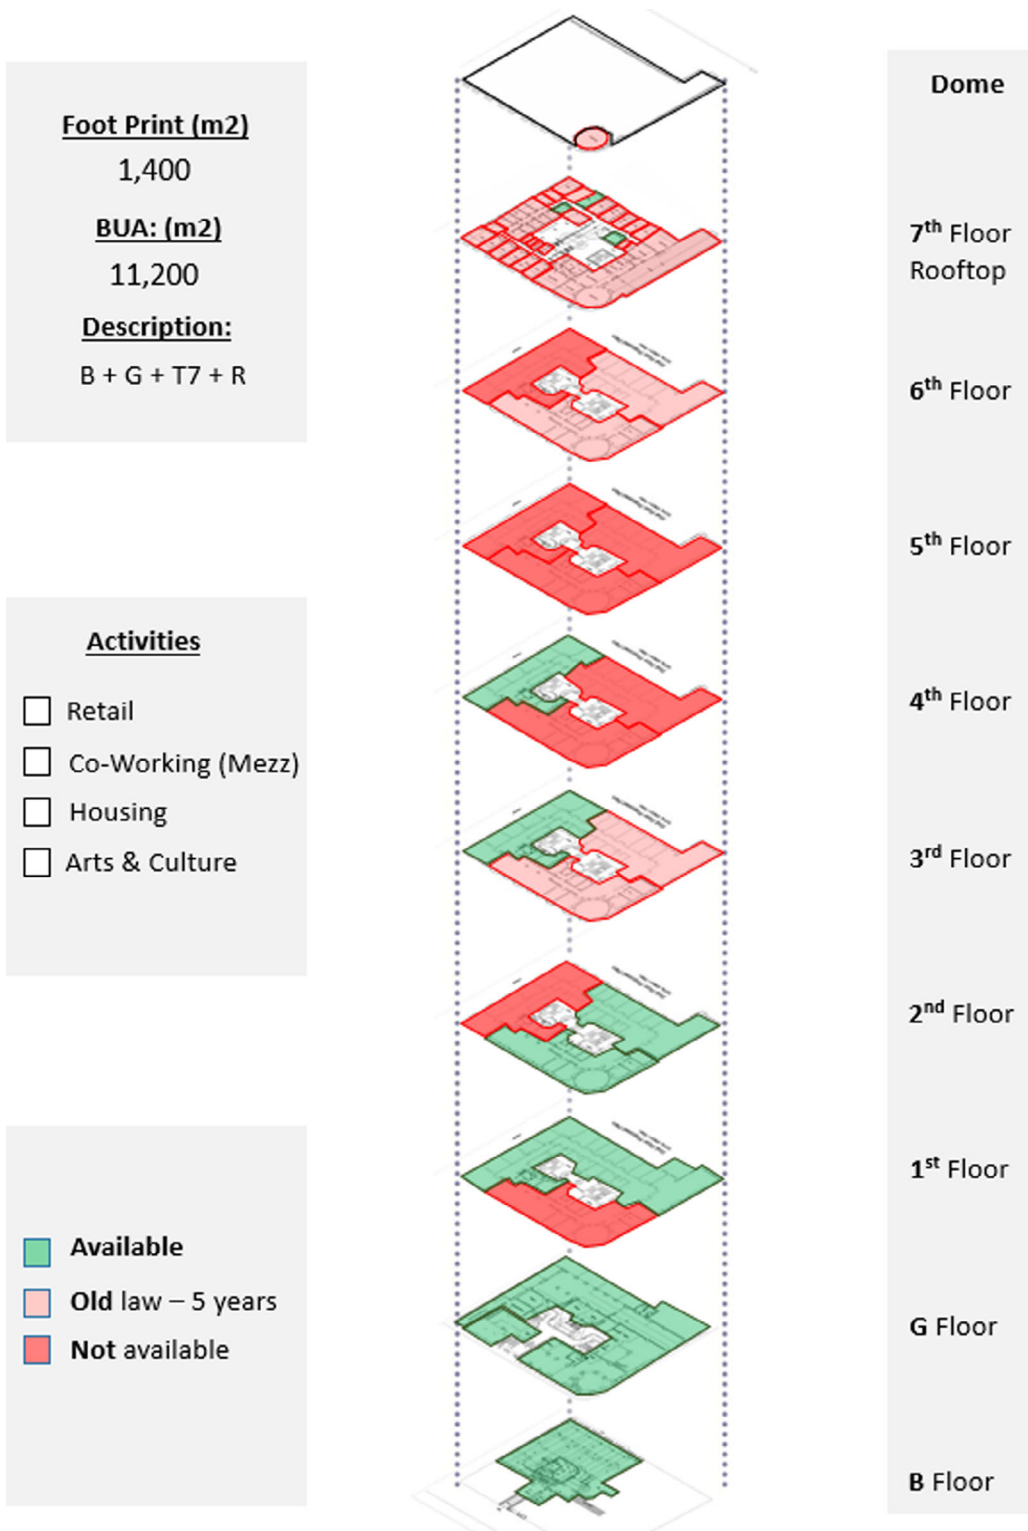 Foot Print (m2)
1,400
BUA: (m2)
11,200
Description:
B + G + T7 + R
Activities
Retail
Co-Working (Mezz)
Housing
Arts & Culture
Available
Old law – 5 years
Not available
Dome
7th Floor
Rooftop
6th Floor
5th Floor
4th Floor
3rd Floor
2nd Floor
1st Floor
G Floor
B Floor